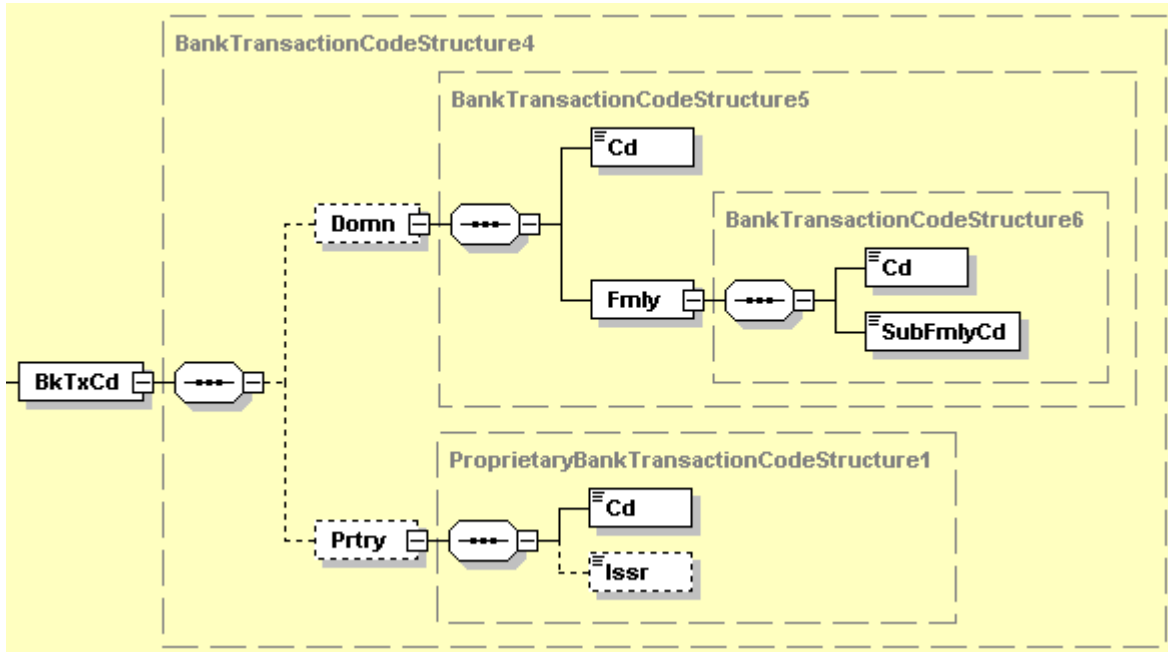 BankTransactionCodeStructure4
BankTransactionCodeStructure5
Cd
Domn
BankTransactionCodeStructure6
Cd
Fmly
SubFmlyCd
BkTxCd
ProprietaryBankTransactionCodeStructure1
Cd
Prtry
Issr